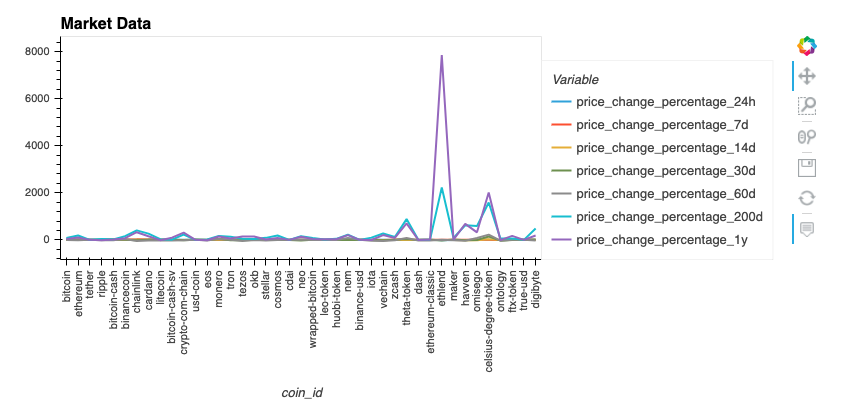 Market Data
8000
6000
4000
2000
0
Variable
price_change_percentage_24h
price_change_percentage_7d
price_change_percentage_14d
price_change_percentage_30d
price_change_percentage_60d
price_change_percentage_200d
price_change_percentage_1y
bitcoin
ethereum
tether
ripple
bitcoin-cash
binancecoin
chainlink
cardano
litecoin
bitcoin-cash-sv
crypto-com-chain
usd-coin
eos
monero
tron
tezos
okb
stellar
cosmos
cdai
neo
wrapped-bitcoin
leo-token
huobi-token
nem
binance-usd
iota
vechain
zcash
theta-token
dash
ethereum-classic
ethlend
maker
havven
omisego
celsius-degree-token
ontology
ftx-token
true-usd
digibyte
coin_id